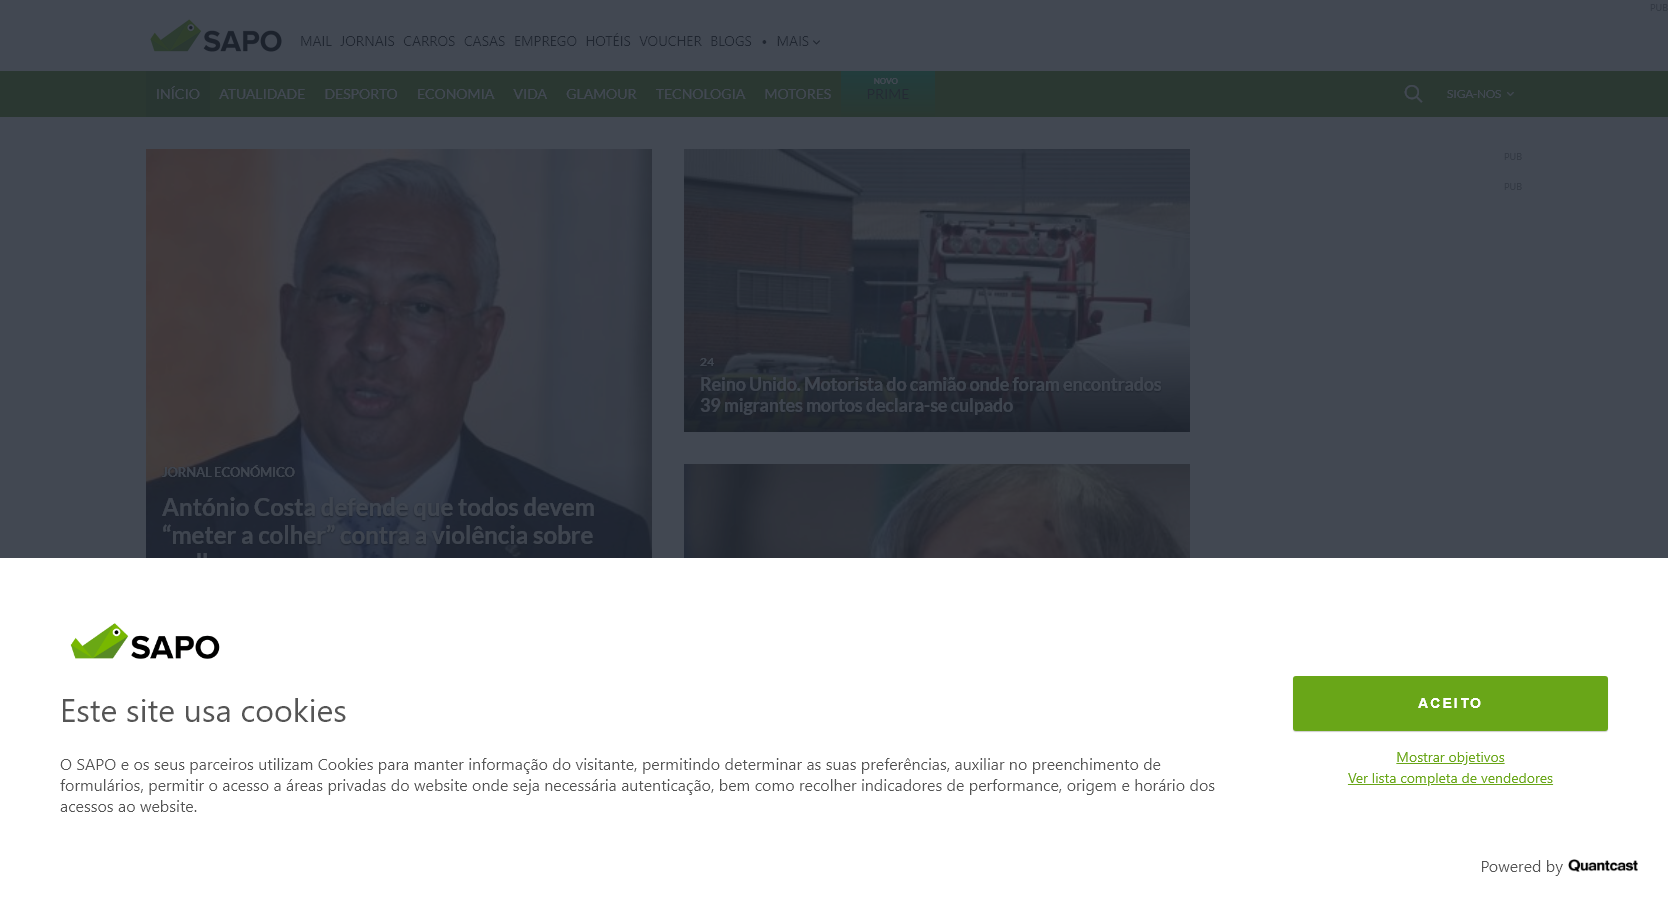 PUB
SAPO
MAIL JORNAIS CARROS CASAS EMPREGO HOTÉIS VOUCHER BLOGS • MAIS
INÍCIO ATUALIDADE DESPORTO ECONOMIA VIDA GLAMOUR TECNOLOGIA MOTORES
NOVO
PRIME
SIGA-NOS
PUB
PUB
24
Reino Unido. Motorista do camião onde foram encontrados
39 migrantes mortos declara-se culpado
JORNAL ECONÓMICO
António Costa defende que todos devem
“meter a colher” contra a violência sobre
SAPO
Este site usa cookies
O SAPO e os seus parceiros utilizam Cookies para manter informação do visitante, permitindo determinar as suas preferências, auxiliar no preenchimento de
formulários, permitir o acesso a áreas privadas do website onde seja necessária autenticação, bem como recolher indicadores de performance, origem e horário dos
acessos ao website.
ACEITO
Mostrar objetivos
Ver lista completa de vendedores
Powered by Quantcast